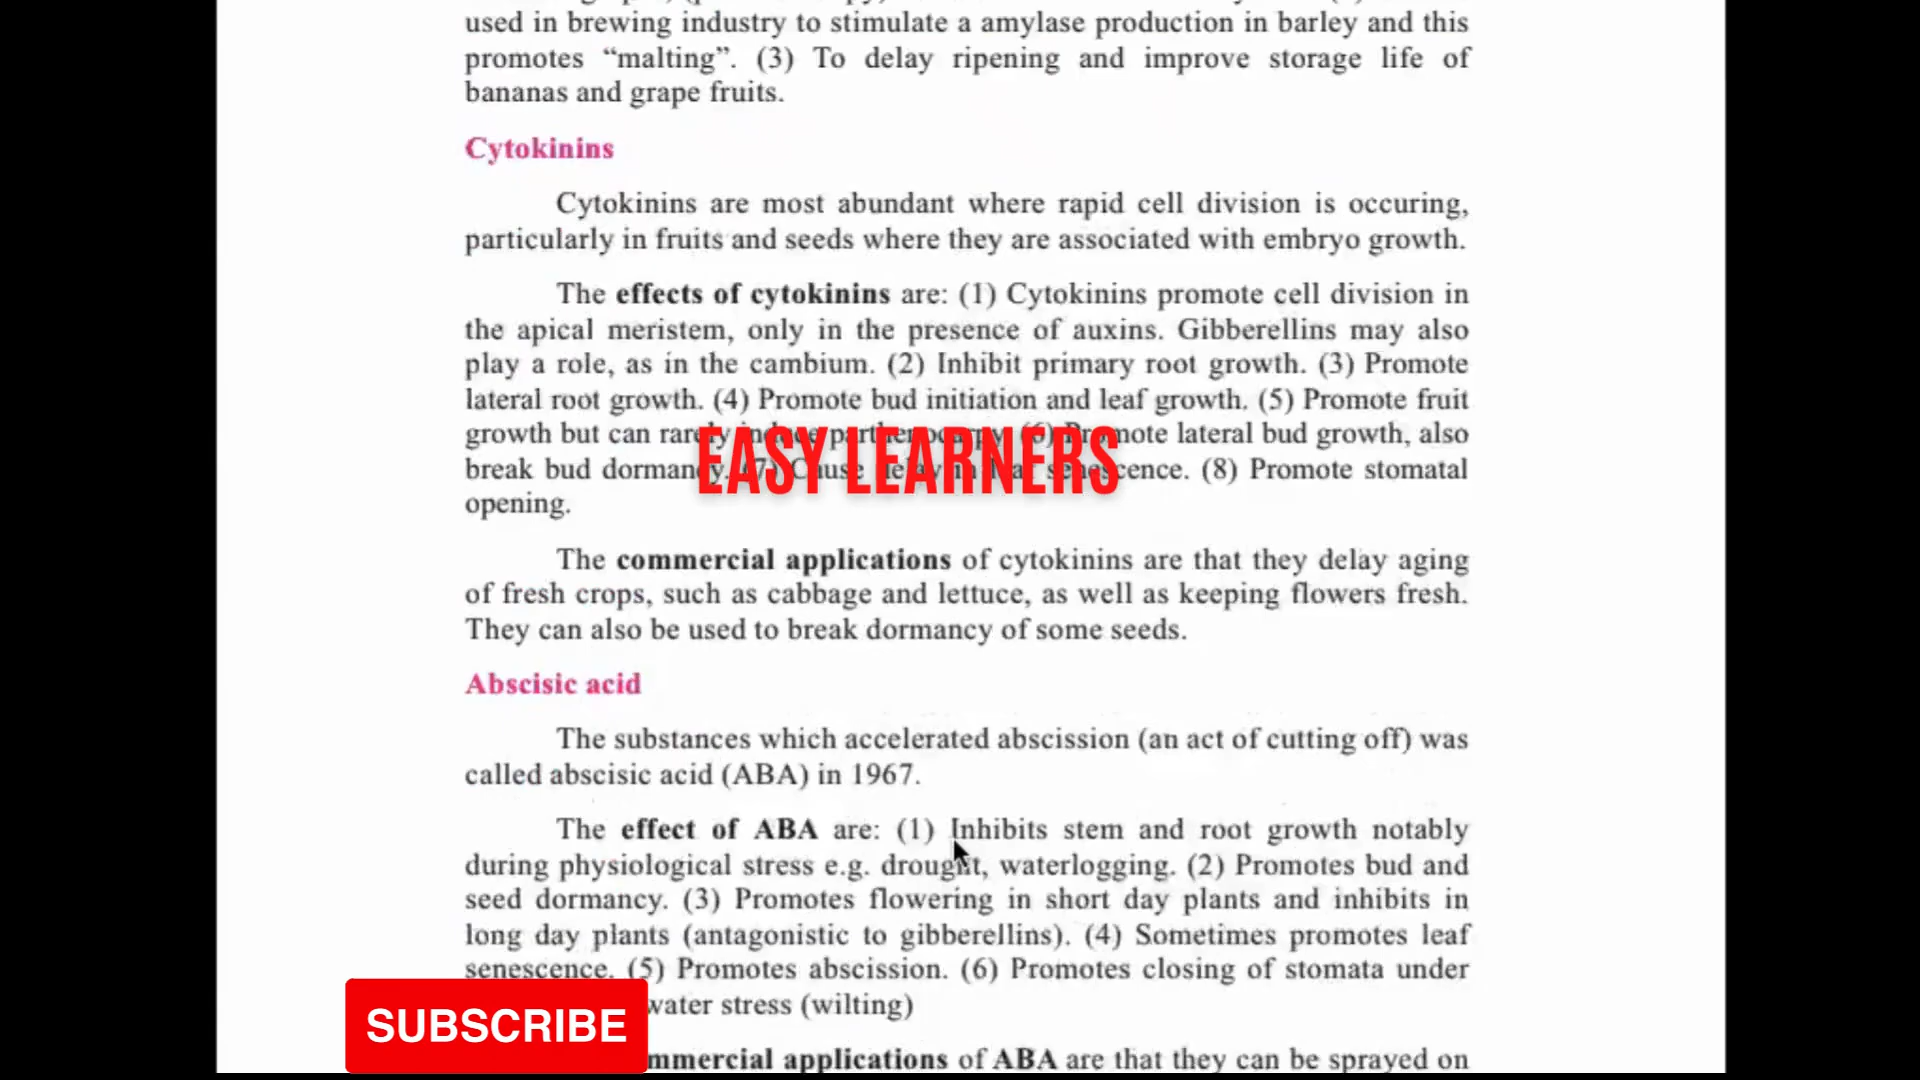 used in brewing industry to stimulate a amylase production in barley and this
promotes “malting”. (3) To delay ripening and improve storage life of
bananas and grape fruits.
Cytokinins
Cytokinins are most abundant where rapid cell division is occuring,
particularly in fruits and seeds where they are associated with embryo growth.
The effects of cytokinins are: (1) Cytokinins promote cell division in
the apical meristem, only in the presence of auxins. Gibberellins may also
play a role, as in the cambium. (2) Inhibit primary root growth. (3) Promote
lateral root growth. (4) Promote bud initiation and leaf growth. (5) Promote fruit
growth but can rarely induce parthenocarpy. (6) Promote lateral bud growth, also
break bud dormancy. (7) Cause delay in leaf senescence. (8) Promote stomatal
EASY LEARNERS
opening.
The commercial applications of cytokinins are that they delay aging
of fresh crops, such as cabbage and lettuce, as well as keeping flowers fresh.
They can also be used to break dormancy of some seeds.
Abscisic acid
The substances which accelerated abscission (an act of cutting off) was
called abscisic acid (ABA) in 1967.
The effect of ABA are: (1) Inhibits stem and root growth notably
during physiological stress e.g. drought, waterlogging. (2) Promotes bud and
seed dormancy. (3) Promotes flowering in short day plants and inhibits in
long day plants (antagonistic to gibberellins). (4) Sometimes promotes leaf
senescence. (5) Promotes abscission. (6) Promotes closing of stomata under
water stress (wilting)
SUBSCRIBE
applications of ABA are that they can be sprayed on